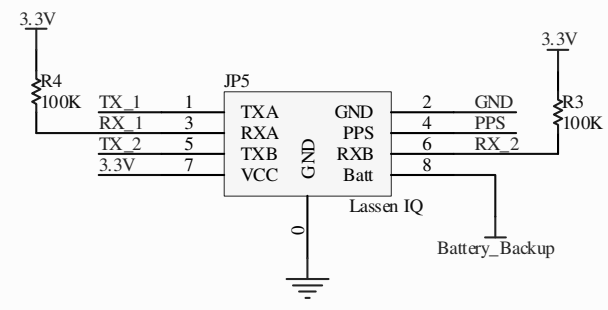 3.3V
3.3V
R4
100K
JP5
R3
100K
TX_1 1 TXA GND 2 GND
RX_1 3 RXA PPS 4 PPS
TX_2 5 TXB RXB 6 RX_2
3.3V 7 VCC Batt 8
GND
Lassen IQ
0
Battery_Backup